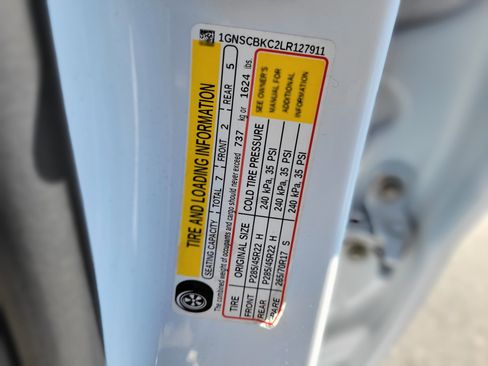 1GNSCBKC2LR127911
TIRE AND LOADING INFORMATION
SEATING CAPACITY TOTAL 7 FRONT 2 REAR 5
The combined weight of occupants and cargo should never exceed 737 kg or 1624 lbs.
TIRE ORIGINAL SIZE COLD TIRE PRESSURE
FRONT P285/45R22 H 240 kPa, 35 PSI
REAR P285/45R22 H 240 kPa, 35 PSI
SPARE 265/70R17 S 240 kPa, 35 PSI
SEE OWNER'S
MANUAL FOR
ADDITIONAL
INFORMATION